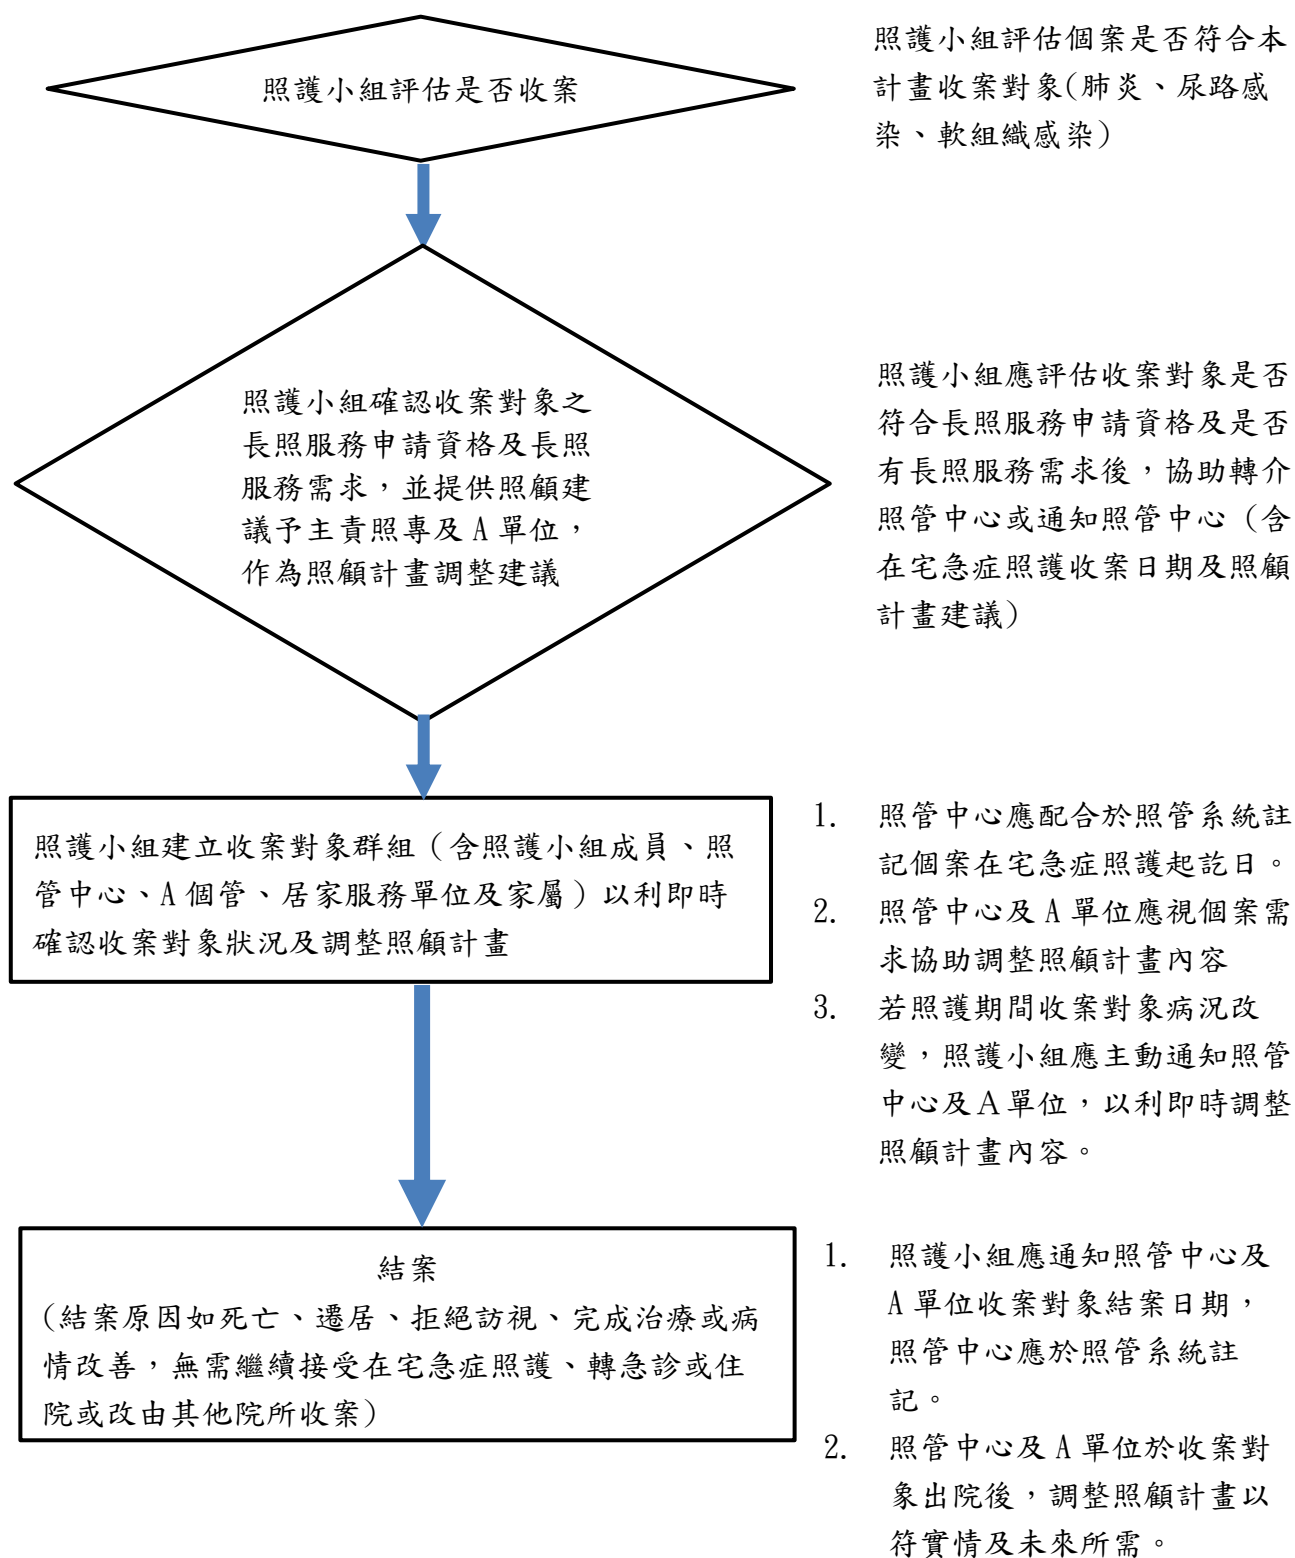 照護小組評估是否收案
照護小組評估個案是否符合本
計畫收案對象(肺炎、尿路感
染、軟組織感染)
照護小組確認收案對象之
長照服務申請資格及長照
服務需求，並提供照顧建
議予主責照專及 A 單位，
作為照顧計畫調整建議
照護小組應評估收案對象是否
符合長照服務申請資格及是否
有長照服務需求後，協助轉介
照管中心或通知照管中心（含
在宅急症照護收案日期及照顧
計畫建議）
照護小組建立收案對象群組（含照護小組成員、照
管中心、A 個管、居家服務單位及家屬）以利即時
確認收案對象狀況及調整照顧計畫
1. 照管中心應配合於照管系統註
記個案在宅急症照護起訖日。
2. 照管中心及 A 單位應視個案需
求協助調整照顧計畫內容
3. 若照護期間收案對象病況改
變，照護小組應主動通知照管
中心及Ａ單位，以利即時調整
照顧計畫內容。
結案
(結案原因如死亡、遷居、拒絕訪視、完成治療或病
情改善，無需繼續接受在宅急症照護、轉急診或住
院或改由其他院所收案)
1. 照護小組應通知照管中心及
A 單位收案對象結案日期，
照管中心應於照管系統註
記。
2. 照管中心及 A 單位於收案對
象出院後，調整照顧計畫以
符實情及未來所需。